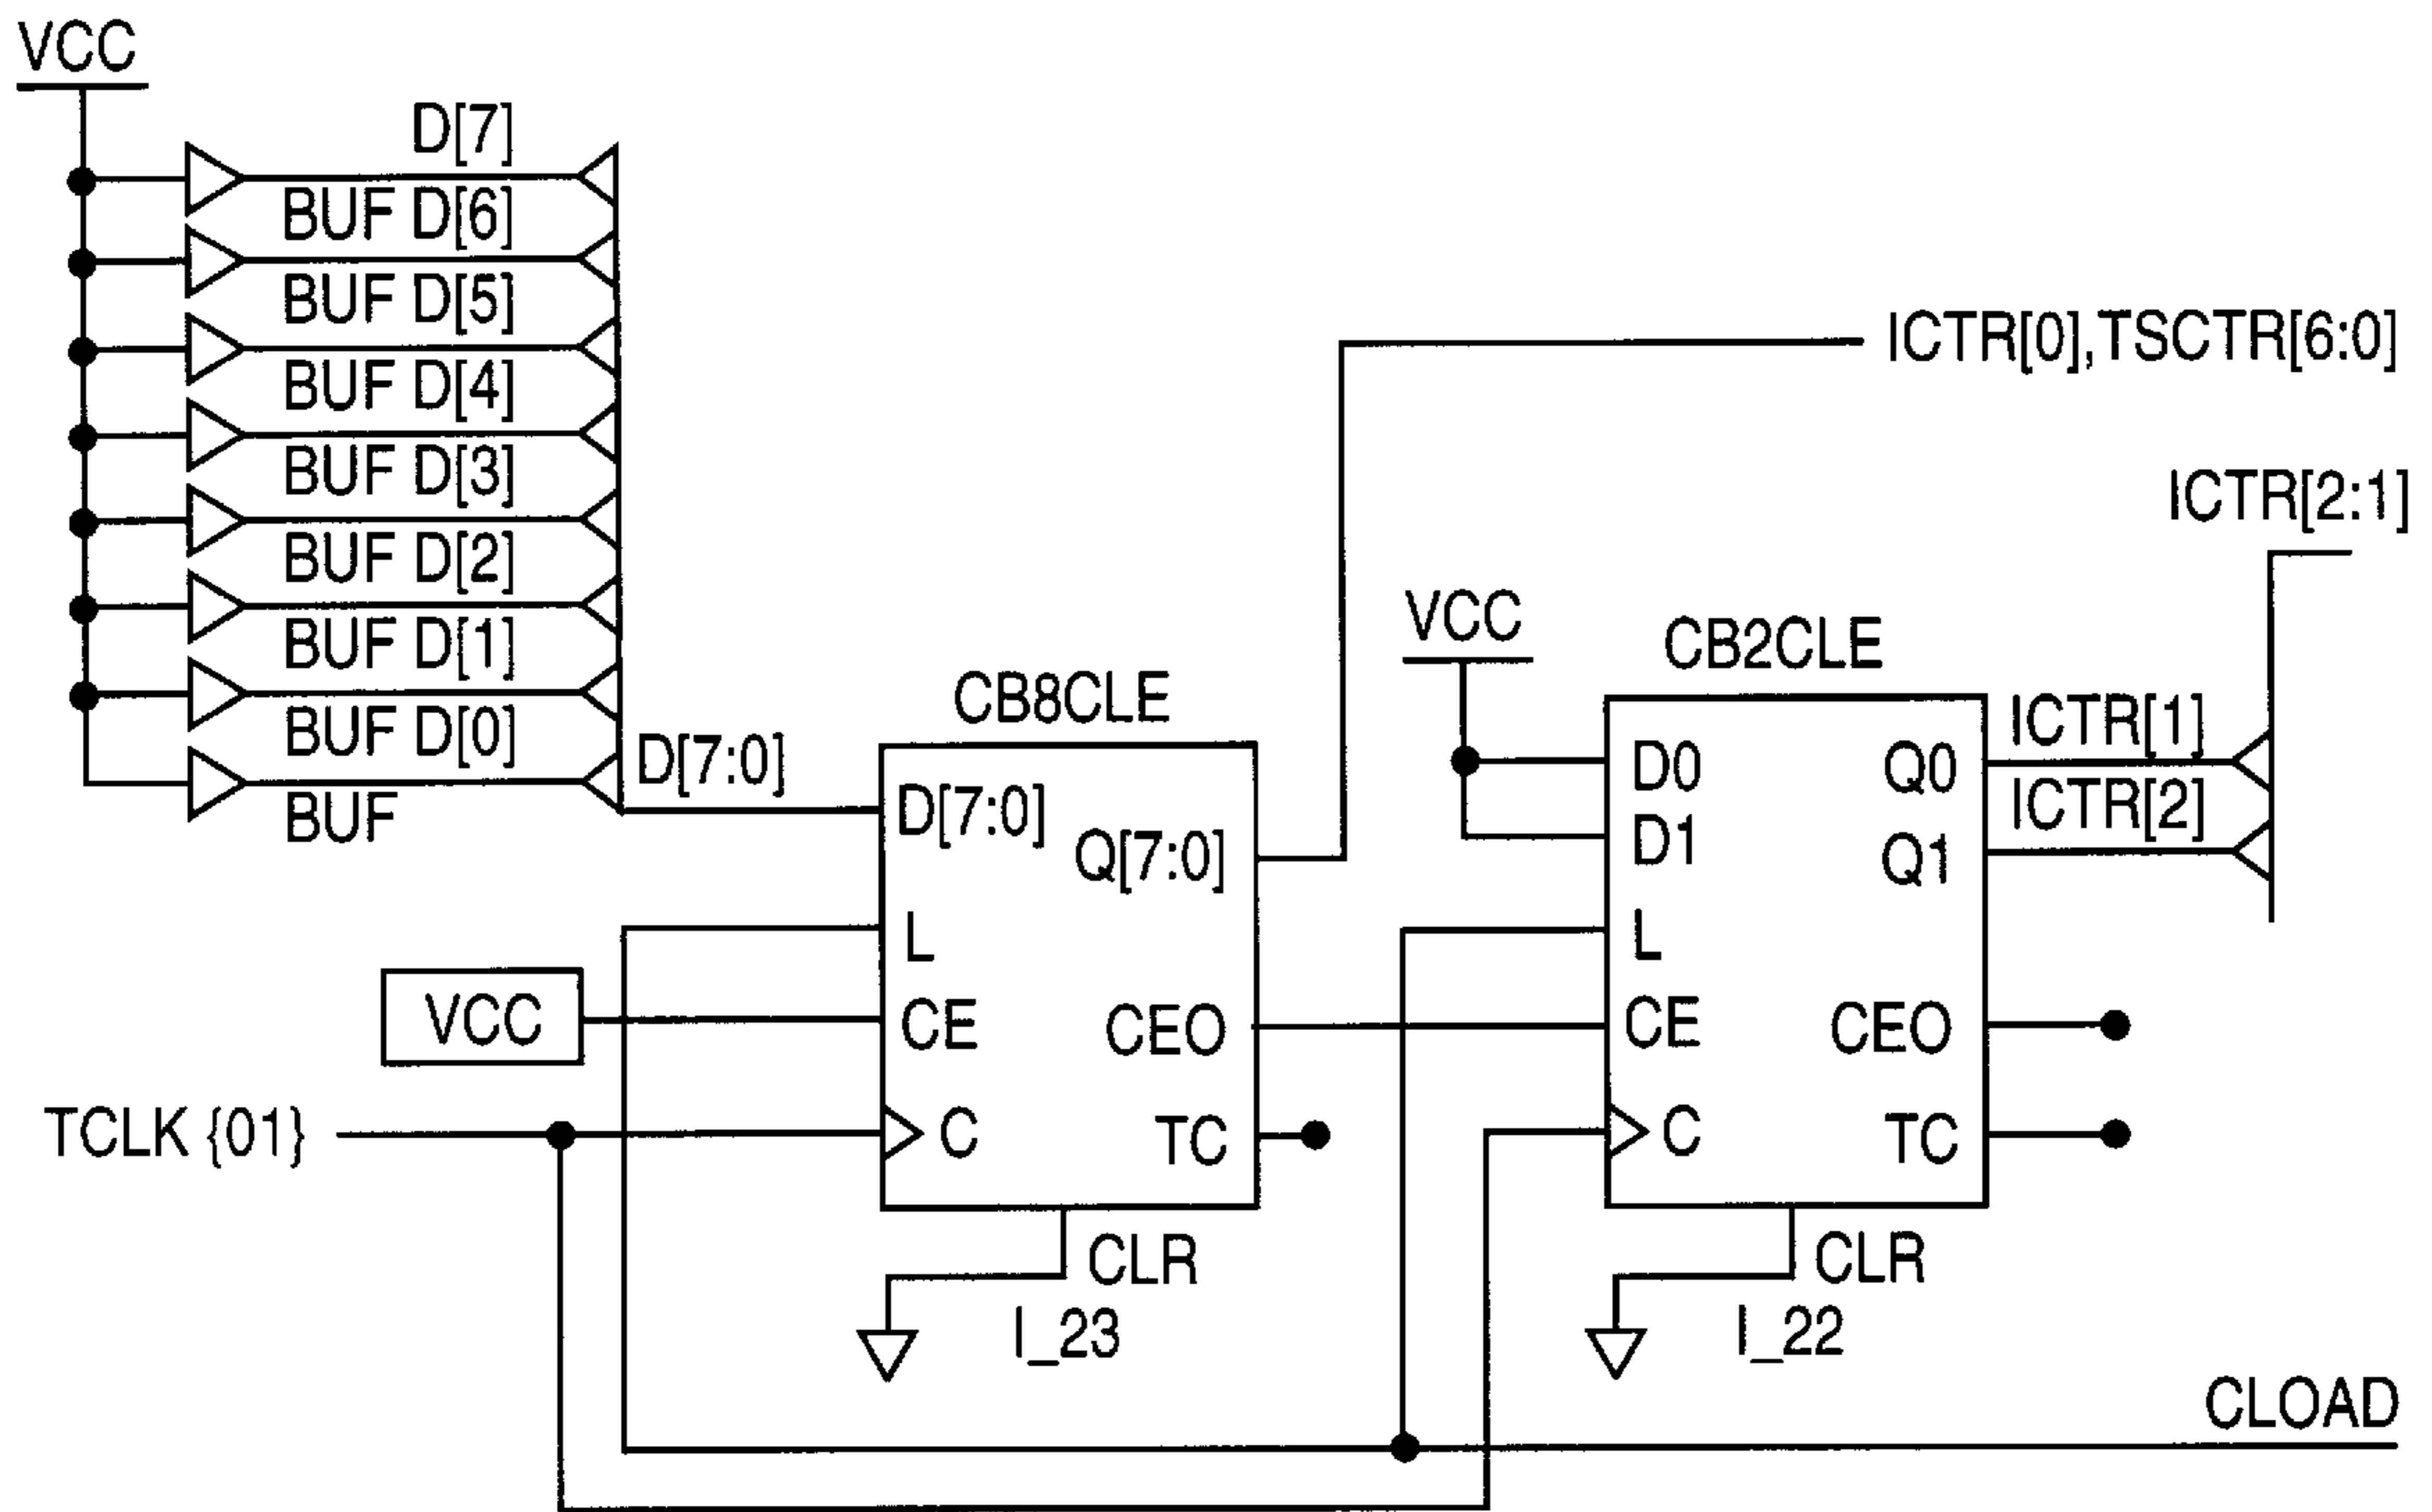 VCC
D[7]
BUF D[6]
BUF D[5]
BUF D[4]
BUF D[3]
BUF D[2]
BUF D[1]
BUF D[0]
BUF
D[7:0]
CB8CLE
D[7:0]
Q[7:0]
L
VCC
CE
CEO
TCLK {01}
C
TC
CLR
I_23
ICTR[0],TSCTR[6:0]
ICTR[2:1]
VCC
CB2CLE
D0
Q0
ICTR[1]
D1
Q1
ICTR[2]
L
CE
CEO
C
TC
CLR
I_22
CLOAD